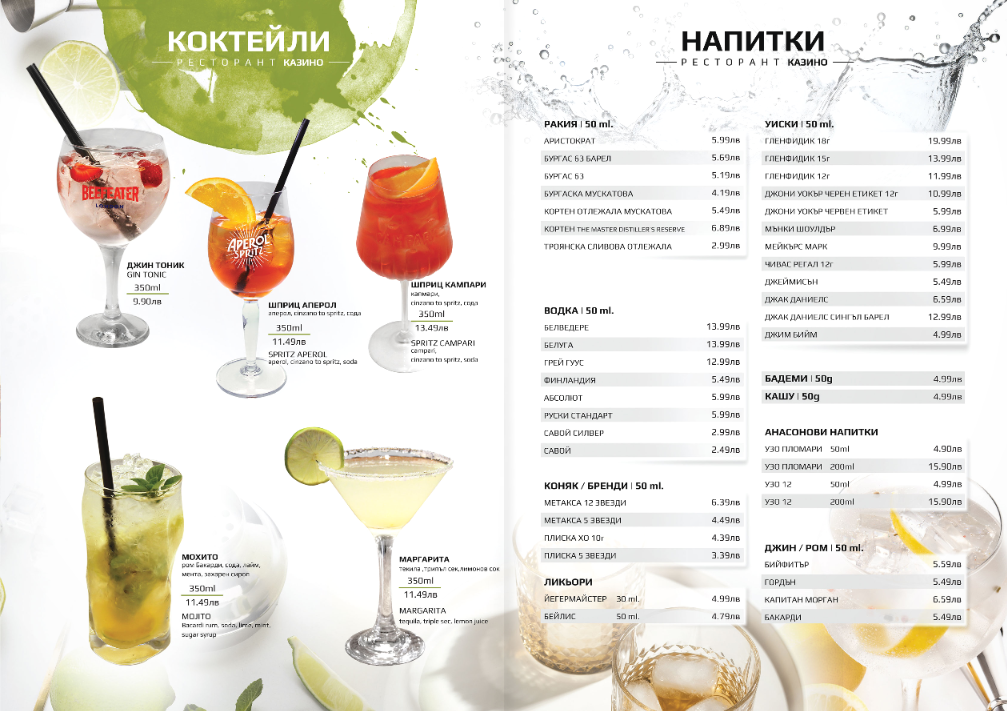 КОКТЕЙЛИ
РЕСТОРАНТ КАЗИНО
BEEFEATER
ДЖИН ТОНИК
GIN TONIC
350ml
9.90лв
APEROL
SPRITZ
ШПРИЦ АПЕРОЛ
аперол, cinzano to spritz, сода
350ml
11.49лв
SPRITZ APEROL
aperol, cinzano to spritz, soda
ШПРИЦ КАМПАРИ
кампари,
cinzano to spritz, сода
350ml
13.49лв
SPRITZ CAMPARI
campari,
cinzano to spritz, soda
МОХИТО
ром Бакарди, сода, лайм,
мента, захарен сироп
350ml
11.49лв
MOJITO
Bacardi rum, soda, lime, mint,
sugar syrup
МАРГАРИТА
текила ,трипъл сек,лимонов сок
350ml
11.49лв
MARGARITA
tequila, triple sec, lemon juice
НАПИТКИ
РЕСТОРАНТ КАЗИНО
РАКИЯ | 50 ml.
АРИСТОКРАТ 5.99лв
БУРГАС 63 БАРЕЛ 5.69лв
БУРГАС 63 5.19лв
БУРГАСКА МУСКАТОВА 4.19лв
КОРТЕН ОТЛЕЖАЛА МУСКАТОВА 5.49лв
КОРТЕН THE MASTER DISTILLER'S RESERVE 6.89лв
ТРОЯНСКА СЛИВОВА ОТЛЕЖАЛА 2.99лв
ВОДКА | 50 ml.
БЕЛВЕДЕРЕ 13.99лв
БЕЛУГА 13.99лв
ГРЕЙ ГУУС 12.99лв
ФИНЛАНДИЯ 5.49лв
АБСОЛЮТ 5.99лв
РУСКИ СТАНДАРТ 5.99лв
САВОЙ СИЛВЕР 2.99лв
САВОЙ 2.49лв
КОНЯК / БРЕНДИ | 50 ml.
МЕТАКСА 12 ЗВЕЗДИ 6.39лв
МЕТАКСА 5 ЗВЕЗДИ 4.49лв
ПЛИСКА ХО 10г 4.39лв
ПЛИСКА 5 ЗВЕЗДИ 3.39лв
ЛИКЬОРИ
ЙЕГЕРМАЙСТЕР 30 ml. 4.99лв
БЕЙЛИС 50 ml. 4.79лв
УИСКИ | 50 ml.
ГЛЕНФИДИК 18г 19.99лв
ГЛЕНФИДИК 15г 13.99лв
ГЛЕНФИДИК 12г 11.99лв
ДЖОНИ УОКЪР ЧЕРЕН ЕТИКЕТ 12г 10.99лв
ДЖОНИ УОКЪР ЧЕРВЕН ЕТИКЕТ 5.99лв
МЪНКИ ШОУЛДЪР 6.99лв
МЕЙКЪРС МАРК 9.99лв
ЧИВАС РЕГАЛ 12г 5.99лв
ДЖЕЙМИСЪН 5.49лв
ДЖАК ДАНИЕЛС 6.59лв
ДЖАК ДАНИЕЛС СИНГЪЛ БАРЕЛ 12.99лв
ДЖИМ БИЙМ 4.99лв
БАДЕМИ | 50g 4.99лв
КАШУ | 50g 4.99лв
АНАСОНОВИ НАПИТКИ
УЗО ПЛОМАРИ 50ml 4.90лв
УЗО ПЛОМАРИ 200ml 15.90лв
УЗО 12 50ml 4.99лв
УЗО 12 200ml 15.90лв
ДЖИН / РОМ | 50 ml.
БИЙФИТЪР 5.59лв
ГОРДЪН 5.49лв
КАПИТАН МОРГАН 6.59лв
БАКАРДИ 5.49лв